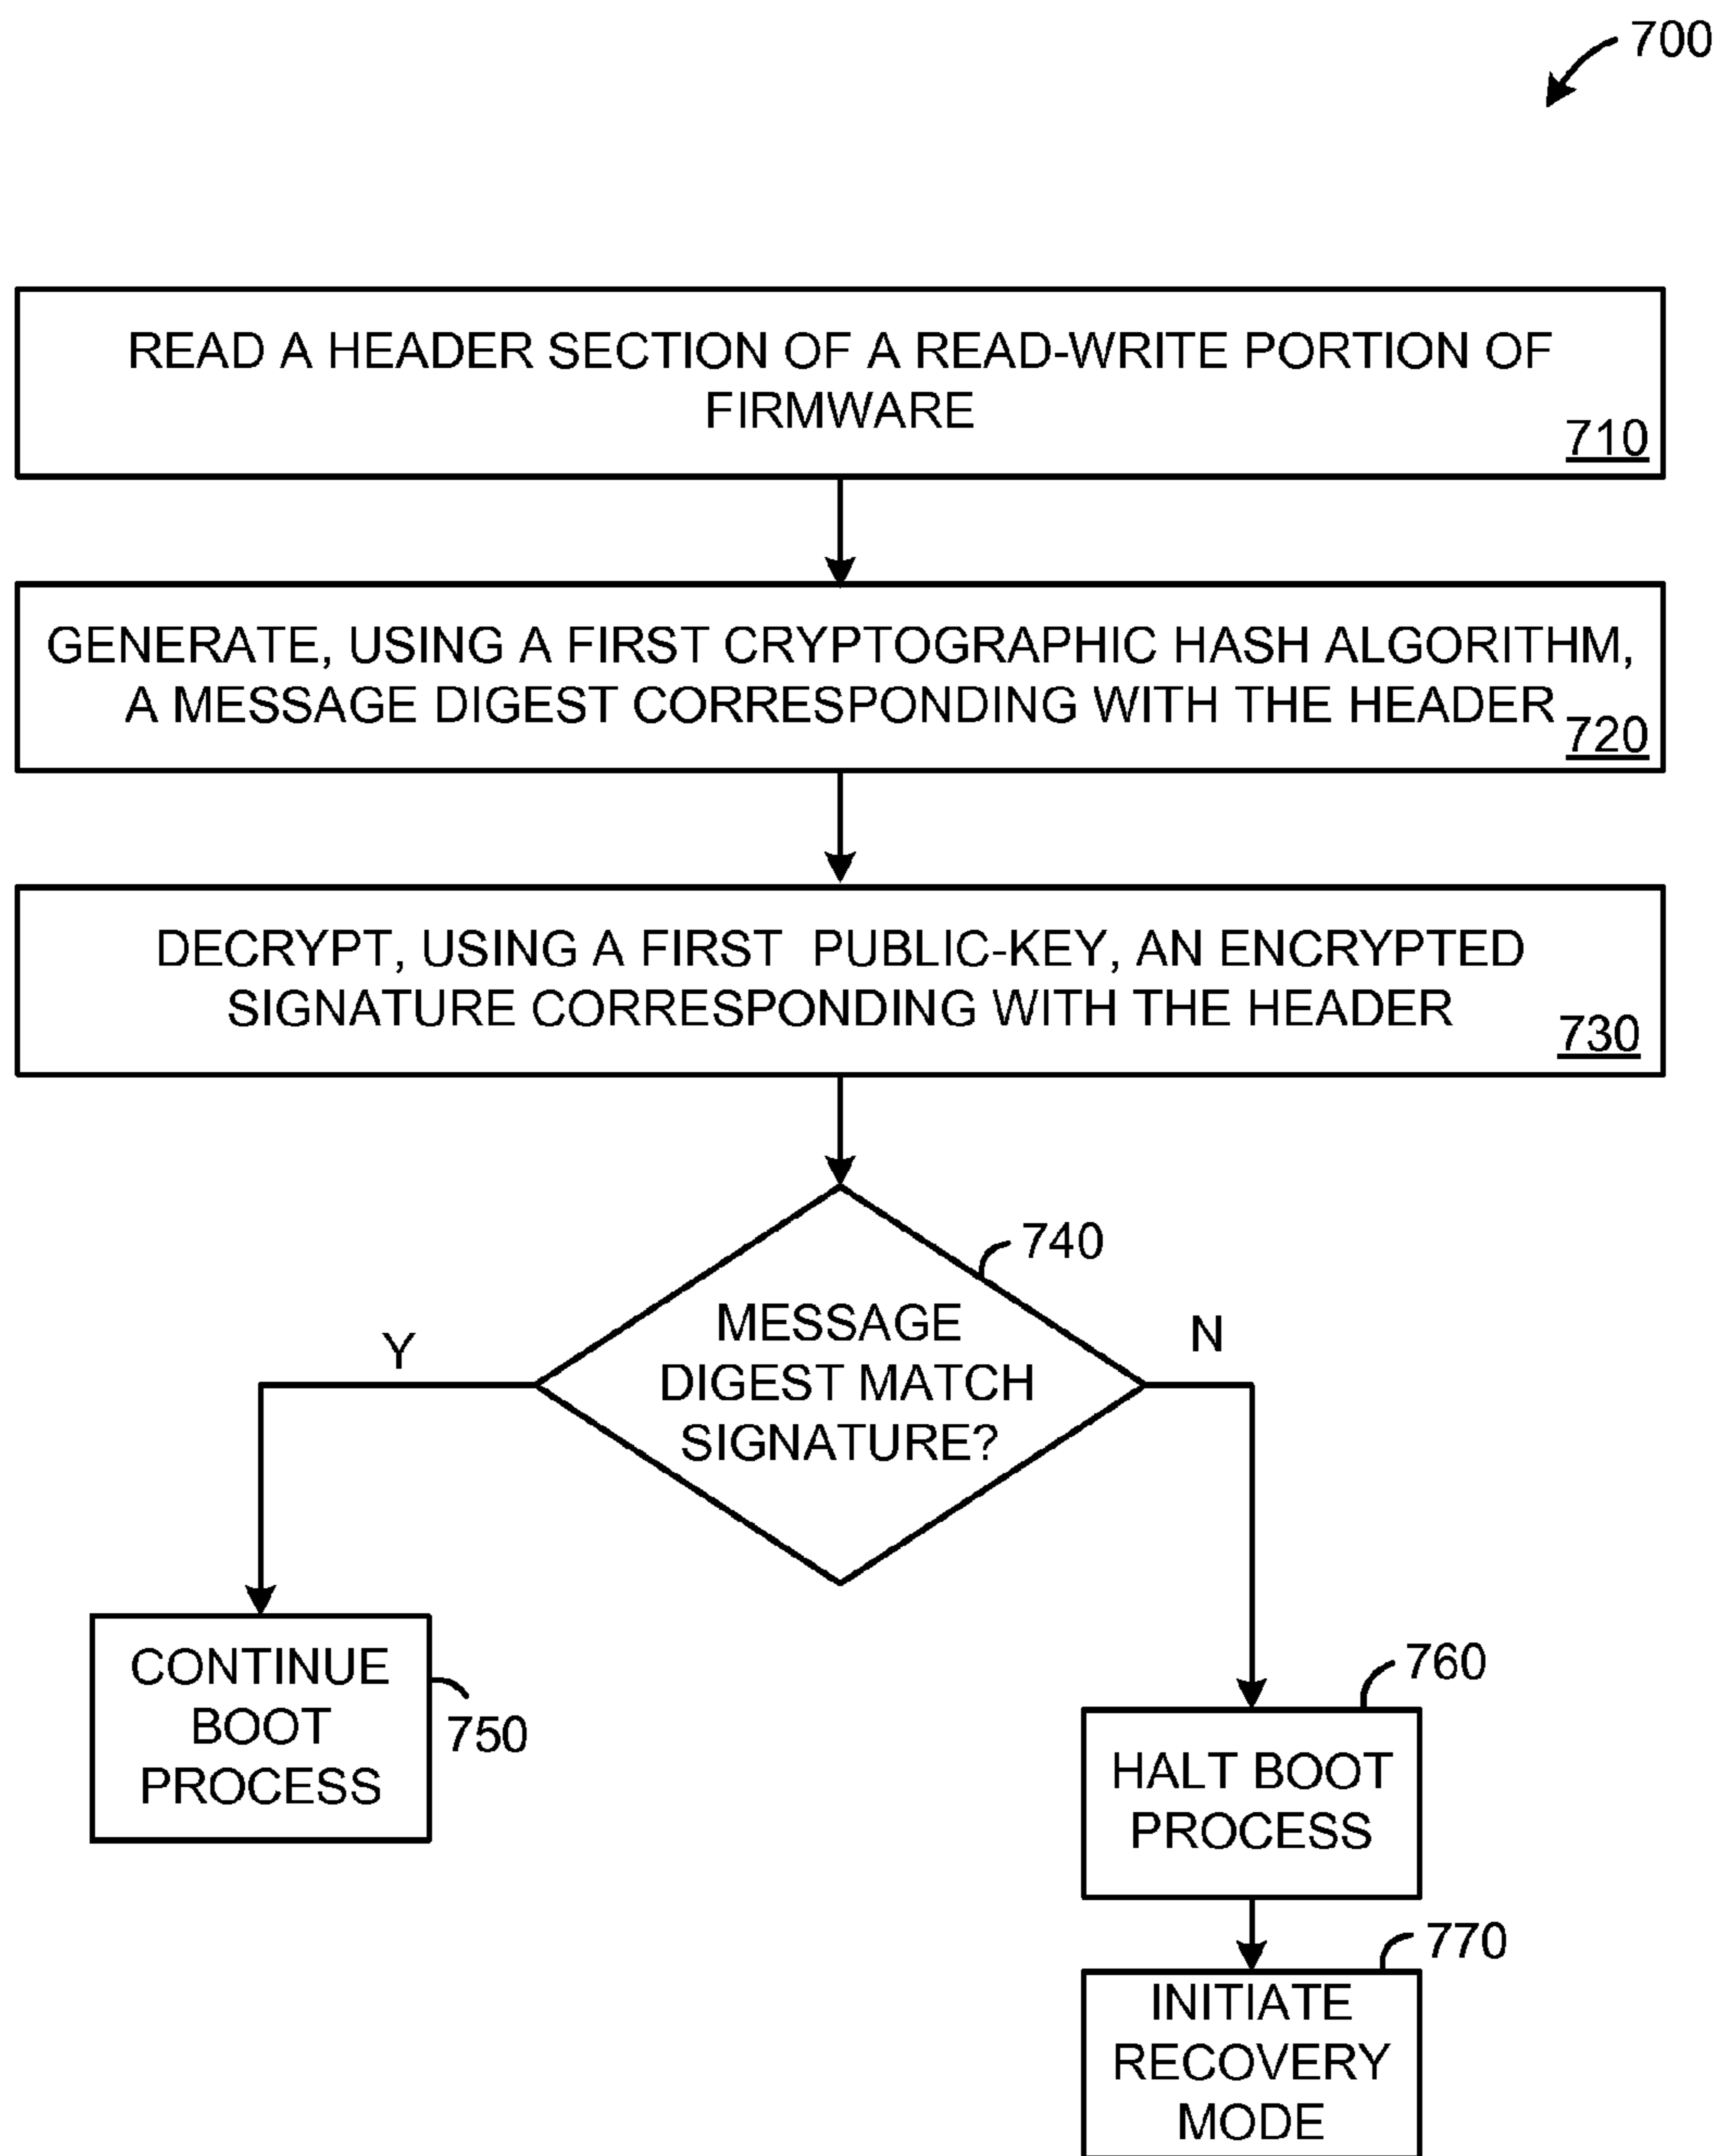 700
READ A HEADER SECTION OF A READ-WRITE PORTION OF
FIRMWARE
710
GENERATE, USING A FIRST CRYPTOGRAPHIC HASH ALGORITHM,
A MESSAGE DIGEST CORRESPONDING WITH THE HEADER
720
DECRYPT, USING A FIRST PUBLIC-KEY, AN ENCRYPTED
SIGNATURE CORRESPONDING WITH THE HEADER
730
740
MESSAGE
DIGEST MATCH
SIGNATURE?
Y
N
CONTINUE
BOOT
PROCESS
750
760
HALT BOOT
PROCESS
770
INITIATE
RECOVERY
MODE